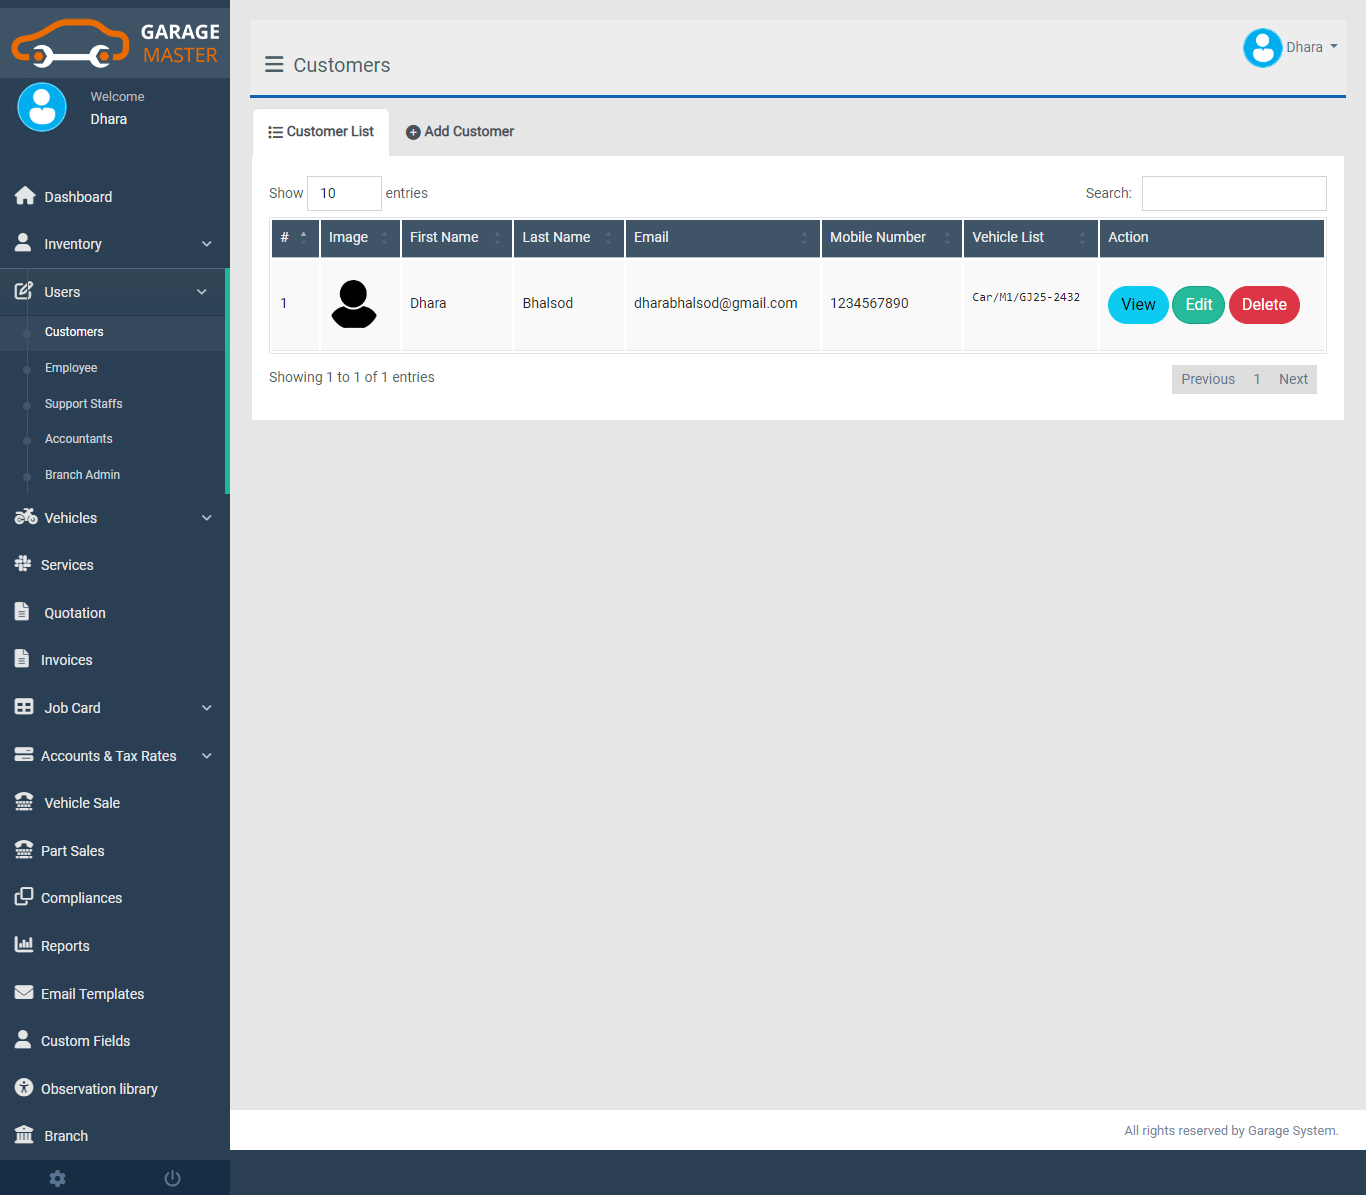 GARAGE
MASTER
Welcome
Dhara
Dashboard
Inventory
Users
Customers
Employee
Support Staffs
Accountants
Branch Admin
Vehicles
Services
Quotation
Invoices
Job Card
Accounts & Tax Rates
Vehicle Sale
Part Sales
Compliances
Reports
Email Templates
Custom Fields
Observation library
Branch
Customers
Dhara
Customer List
Add Customer
Show 10 entries
Search:
# Image First Name Last Name Email Mobile Number Vehicle List Action
1 Dhara Bhalsod dharabhalsod@gmail.com 1234567890 Car/M1/GJ25-2432 View Edit Delete
Showing 1 to 1 of 1 entries
Previous 1 Next
All rights reserved by Garage System.